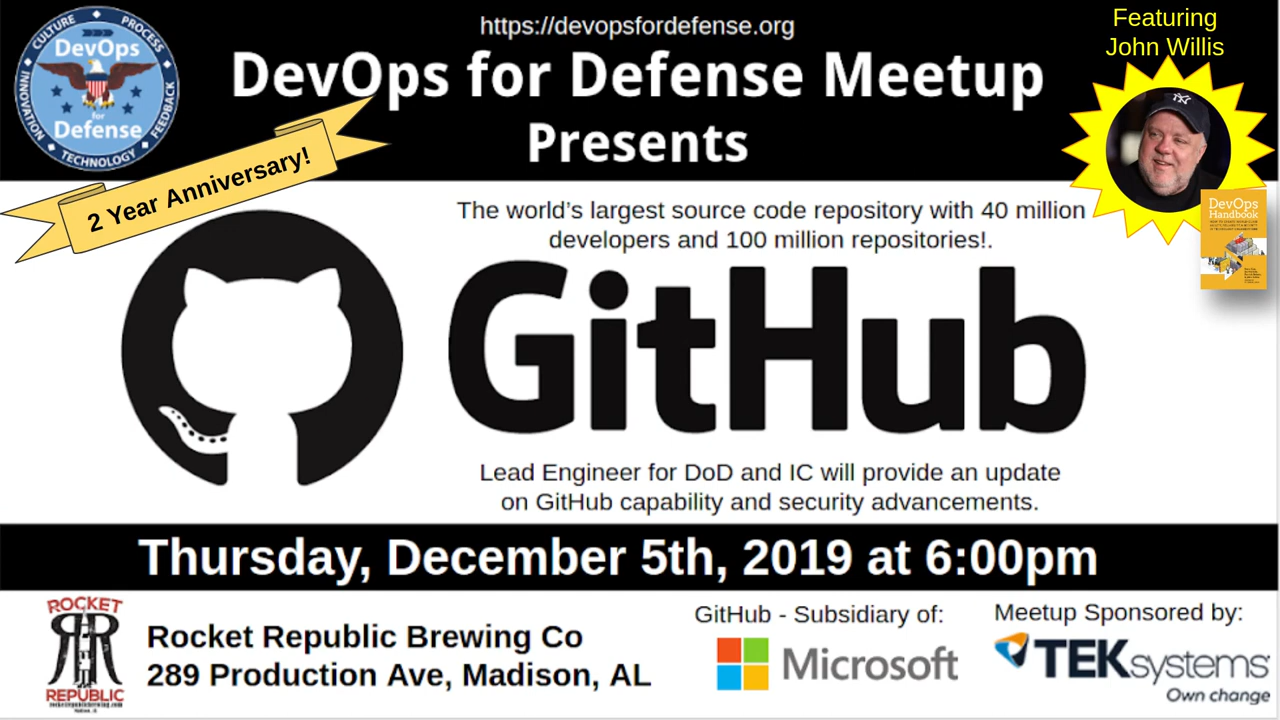 https://devopsfordefense.org
DevOps for Defense Meetup
Presents
Featuring
John Willis
CULTURE
PROCESS
INNOVATION
FEEDBACK
TECHNOLOGY
DevOps
for
Defense
2 Year Anniversary!
DevOps
Handbook
The world's largest source code repository with 40 million
developers and 100 million repositories!.
GitHub
Lead Engineer for DoD and IC will provide an update
on GitHub capability and security advancements.
Thursday, December 5th, 2019 at 6:00pm
ROCKET
REPUBLIC
Rocket Republic Brewing Co
289 Production Ave, Madison, AL
GitHub - Subsidiary of:
Microsoft
Meetup Sponsored by:
TEKsystems
Own change